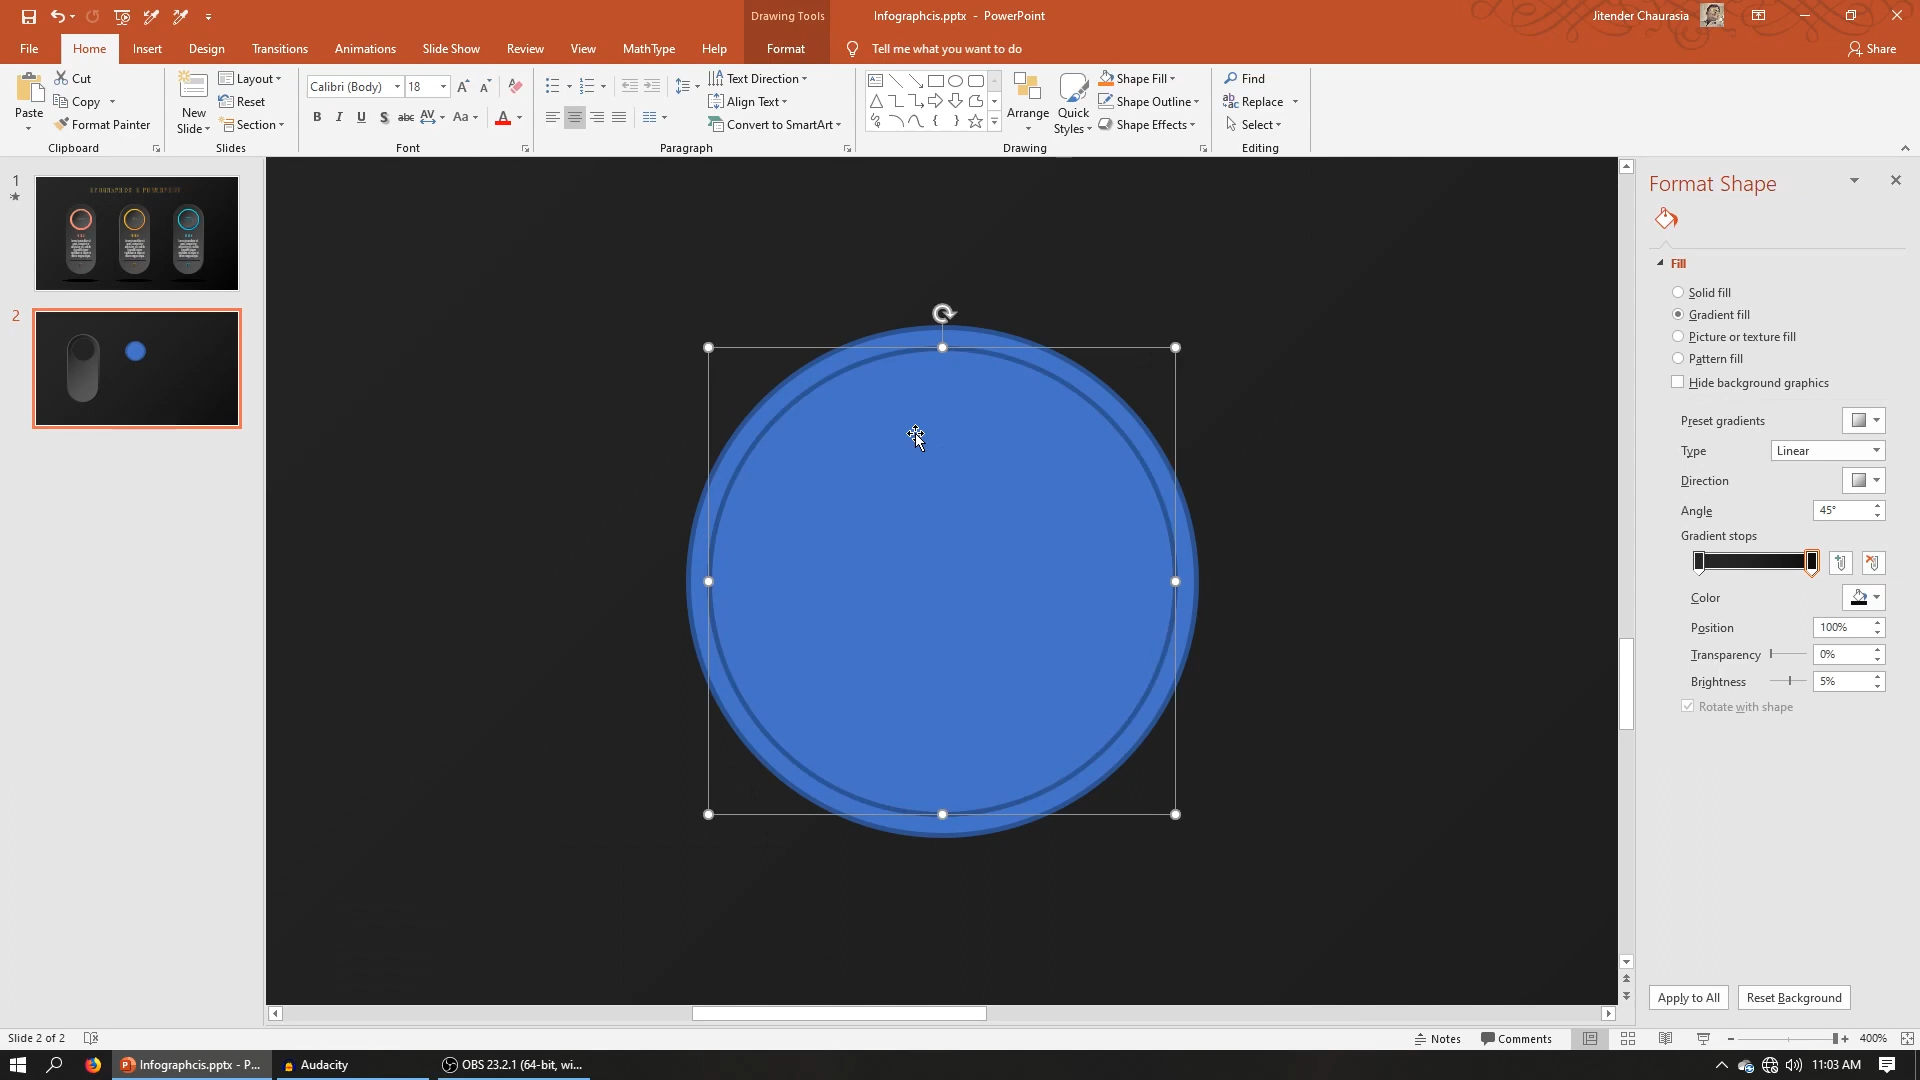 Drawing Tools
Infographcis.pptx - PowerPoint
Jitender Chaurasia
File Home Insert Design Transitions Animations Slide Show Review View MathType Help Format Tell me what you want to do Share
Paste
Cut
Copy
Format Painter
Clipboard
New Slide
Layout
Reset
Section
Slides
Calibri (Body) 18
B I U S abc AV Aa A
Font
Text Direction
Align Text
Convert to SmartArt
Paragraph
Arrange
Quick Styles
Shape Fill
Shape Outline
Shape Effects
Drawing
Find
Replace
Select
Editing
1
2
Format Shape
Fill
Solid fill
Gradient fill
Picture or texture fill
Pattern fill
Hide background graphics
Preset gradients
Type Linear
Direction
Angle 45°
Gradient stops
Color
Position 100%
Transparency 0%
Brightness 5%
Rotate with shape
Apply to All Reset Background
Slide 2 of 2
Notes Comments 400%
Infographcis.pptx - P...
Audacity
OBS 23.2.1 (64-bit, wi...
11:03 AM